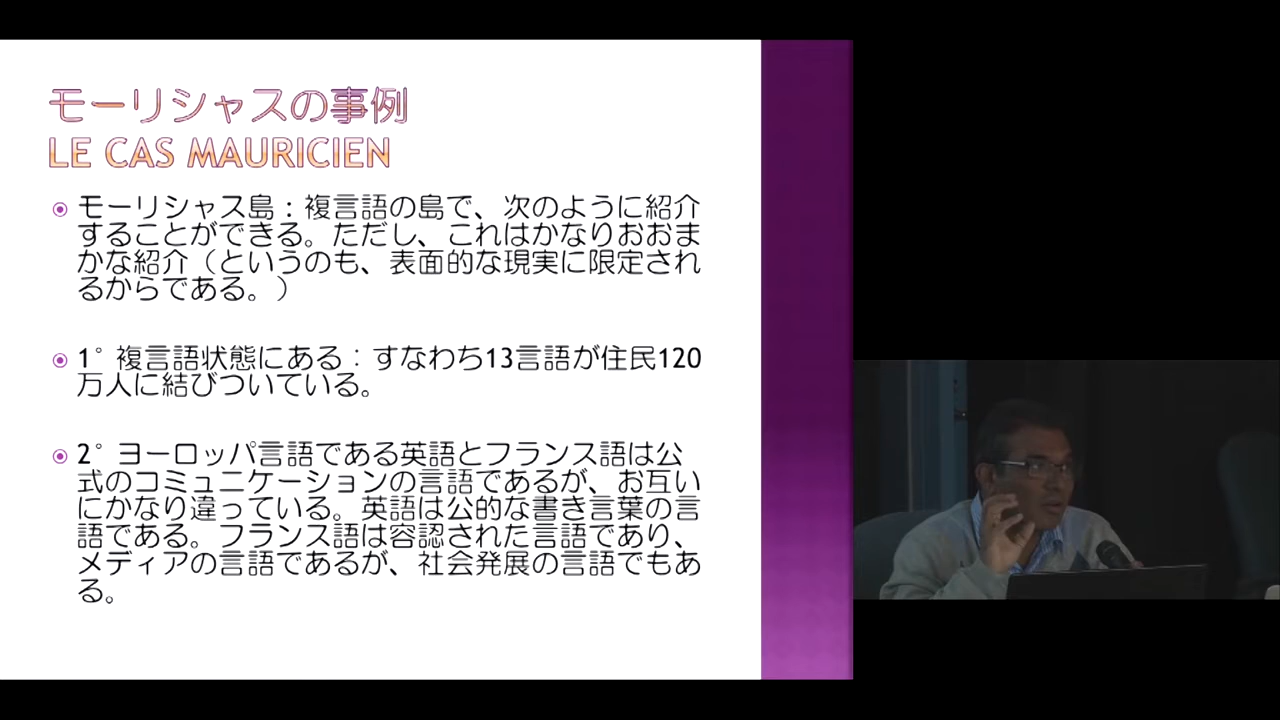 モーリシャスの事例
LE CAS MAURICIEN
モーリシャス島：複言語の島で、次のように紹介
することができる。ただし、これはかなりおおま
かな紹介（というのも、表面的な現実に限定され
るからである。）
1°複言語状態にある：すなわち13言語が住民120
万人に結びついている。
2°ヨーロッパ言語である英語とフランス語は公
式のコミュニケーションの言語であるが、お互い
にかなり違っている。英語は公的な書き言葉の言
語である。フランス語は容認された言語であり、
メディアの言語であるが、社会発展の言語でもあ
る。